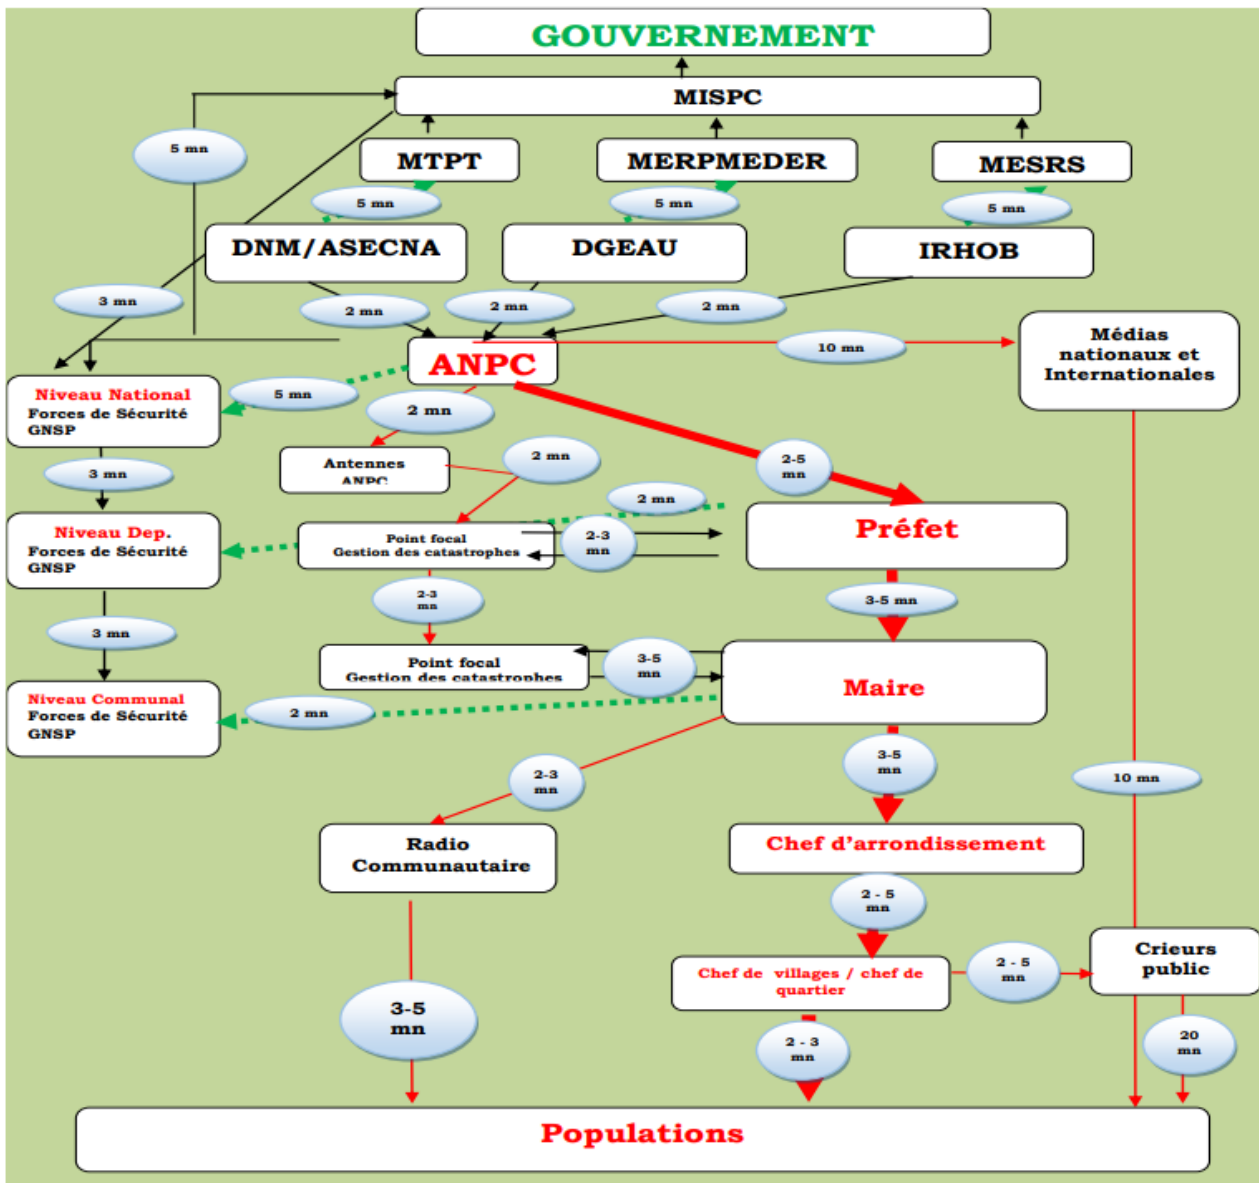 GOUVERNEMENT
MISPC
5 mn
MTPT
MERPMEDER
MESRS
5 mn
5 mn
5 mn
DNM/ASECNA
DGEAU
IRHOB
3 mn
2 mn
2 mn
2 mn
ANPC
10 mn
Médias
nationaux et
Internationales
Niveau National
Forces de Sécurité
GNSP
5 mn
2 mn
Antennes
ANPC
2 mn
2-5
mn
3 mn
2 mn
Niveau Dep.
Forces de Sécurité
GNSP
Point focal
Gestion des catastrophes
2-3
mn
Préfet
2-3
mn
3-5 mn
3 mn
Point focal
Gestion des catastrophes
3-5
mn
Maire
Niveau Communal
Forces de Sécurité
GNSP
2 mn
2-3
mn
3-5
mn
10 mn
Radio
Communautaire
Chef d'arrondissement
2 - 5
mn
Chef de villages / chef de
quartier
2 - 5
mn
Crieurs
public
3-5
mn
2 - 3
mn
20
mn
Populations